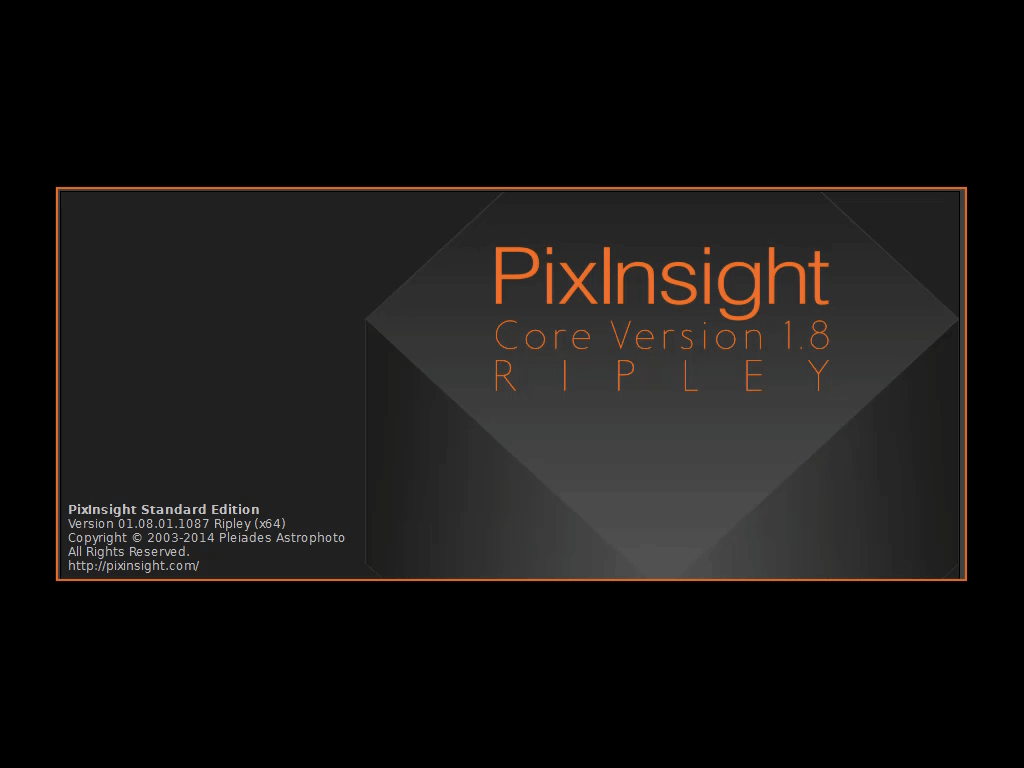 PixInsight
Core Version 1.8
RIPLEY
PixInsight Standard Edition
Version 01.08.01.1087 Ripley (x64)
Copyright © 2003-2014 Pleiades Astrophoto
All Rights Reserved.
http://pixinsight.com/